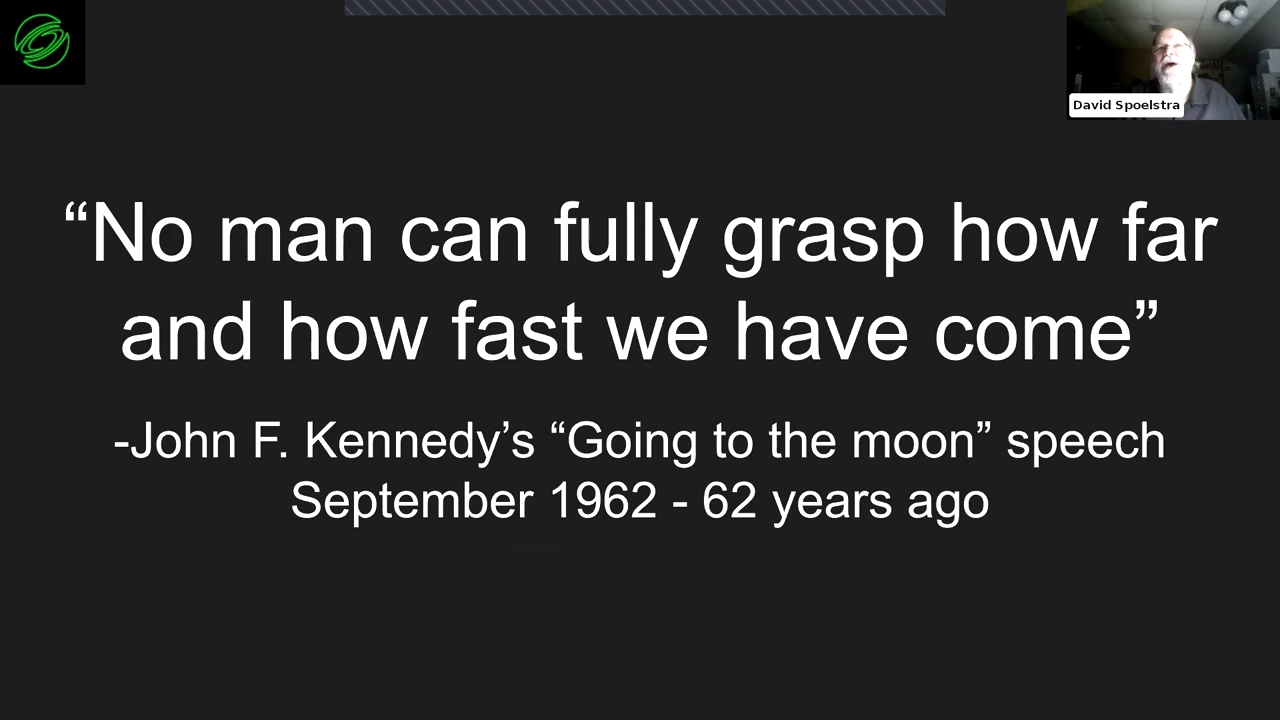 David Spoelstra
“No man can fully grasp how far
and how fast we have come”
-John F. Kennedy’s “Going to the moon” speech
September 1962 - 62 years ago